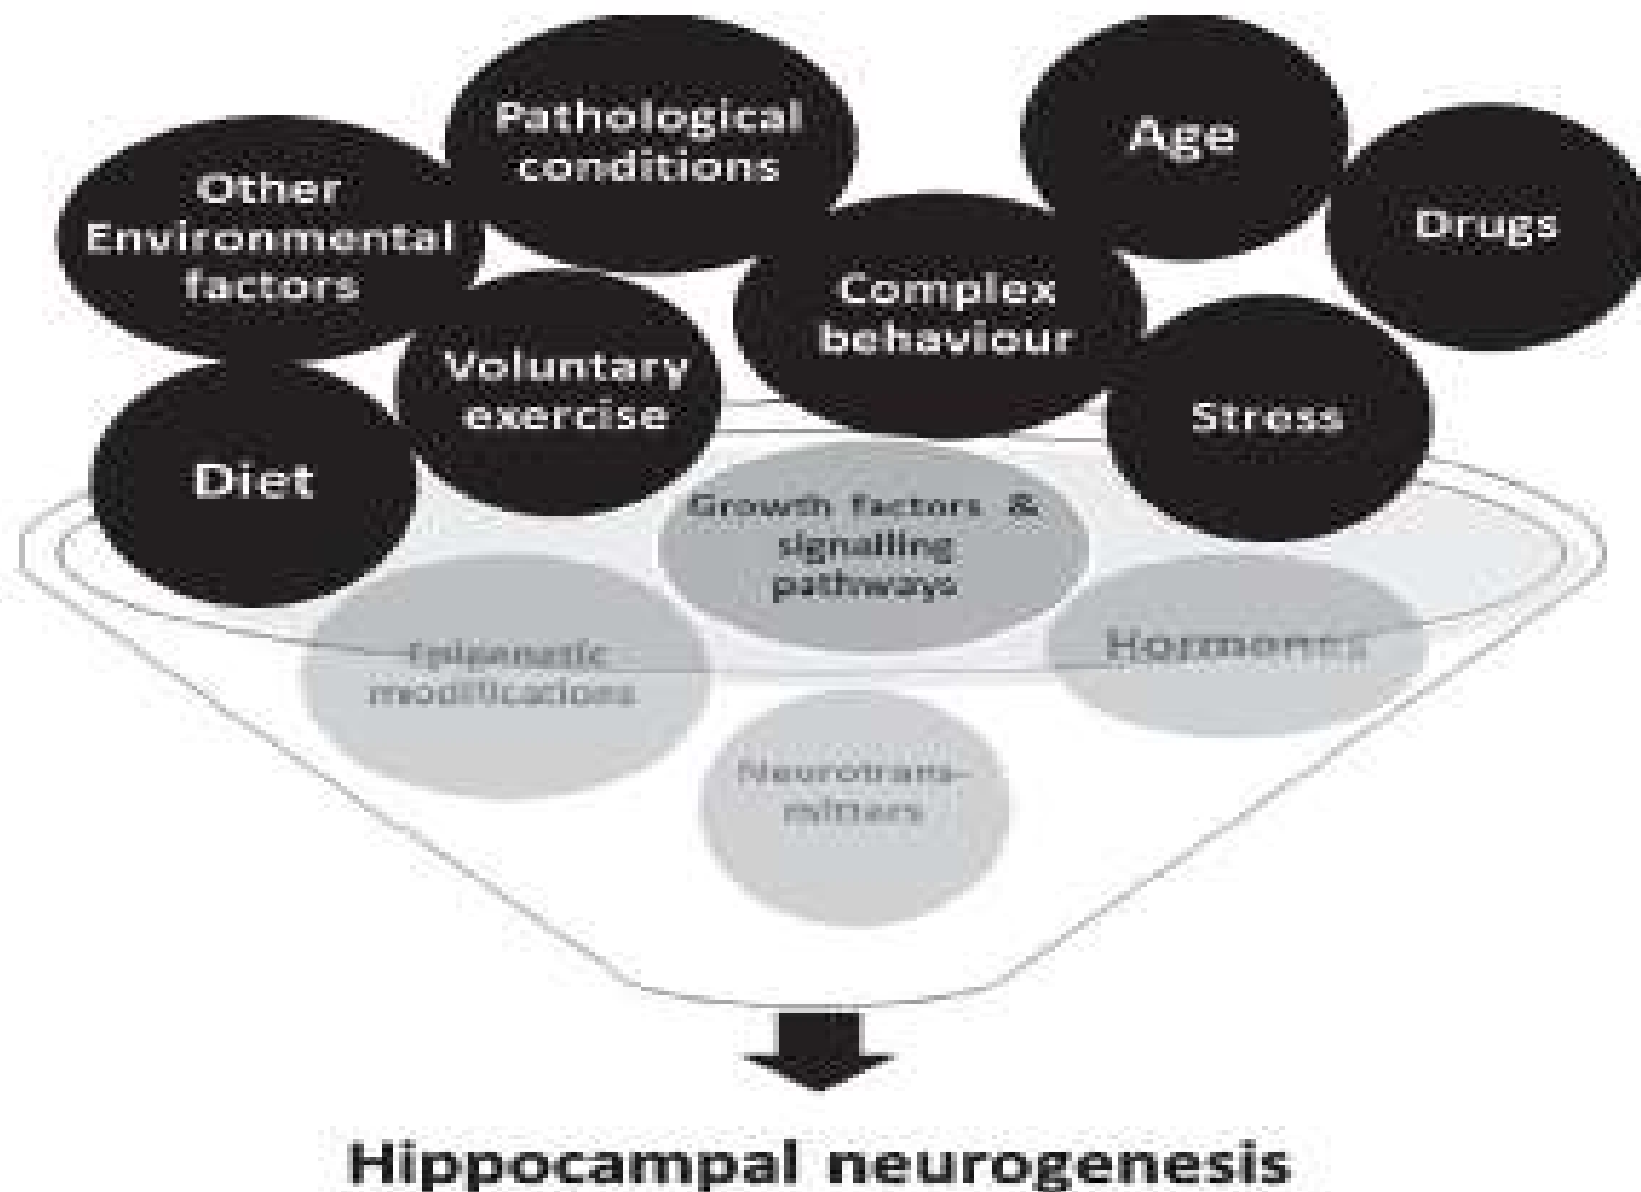 Pathological
conditions
Age
Other
Environmental
factors
Drugs
Complex
behaviour
Voluntary
exercise
Stress
Diet
Growth factors &
signalling
pathways
Epigenetic
modifications
Hormones
Neurotrans-
mitters
Hippocampal neurogenesis